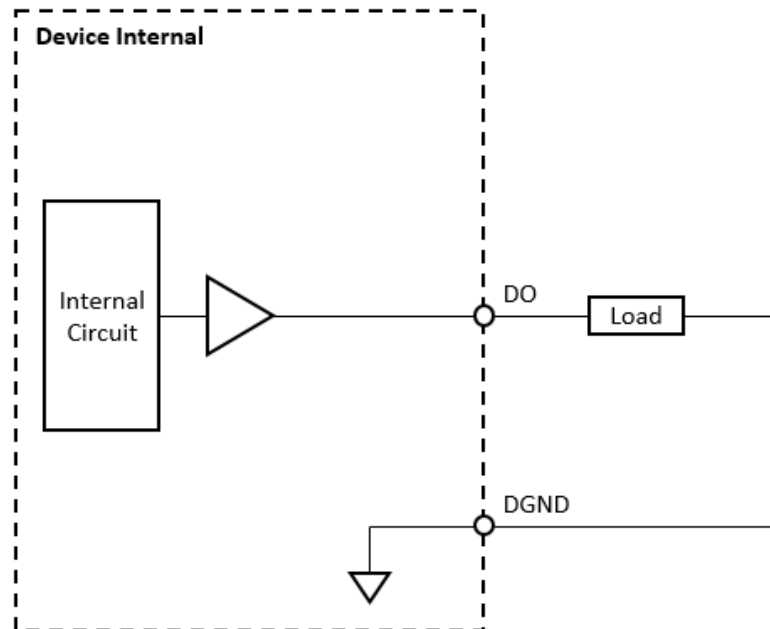 Device Internal
Internal
Circuit
DO
Load
DGND